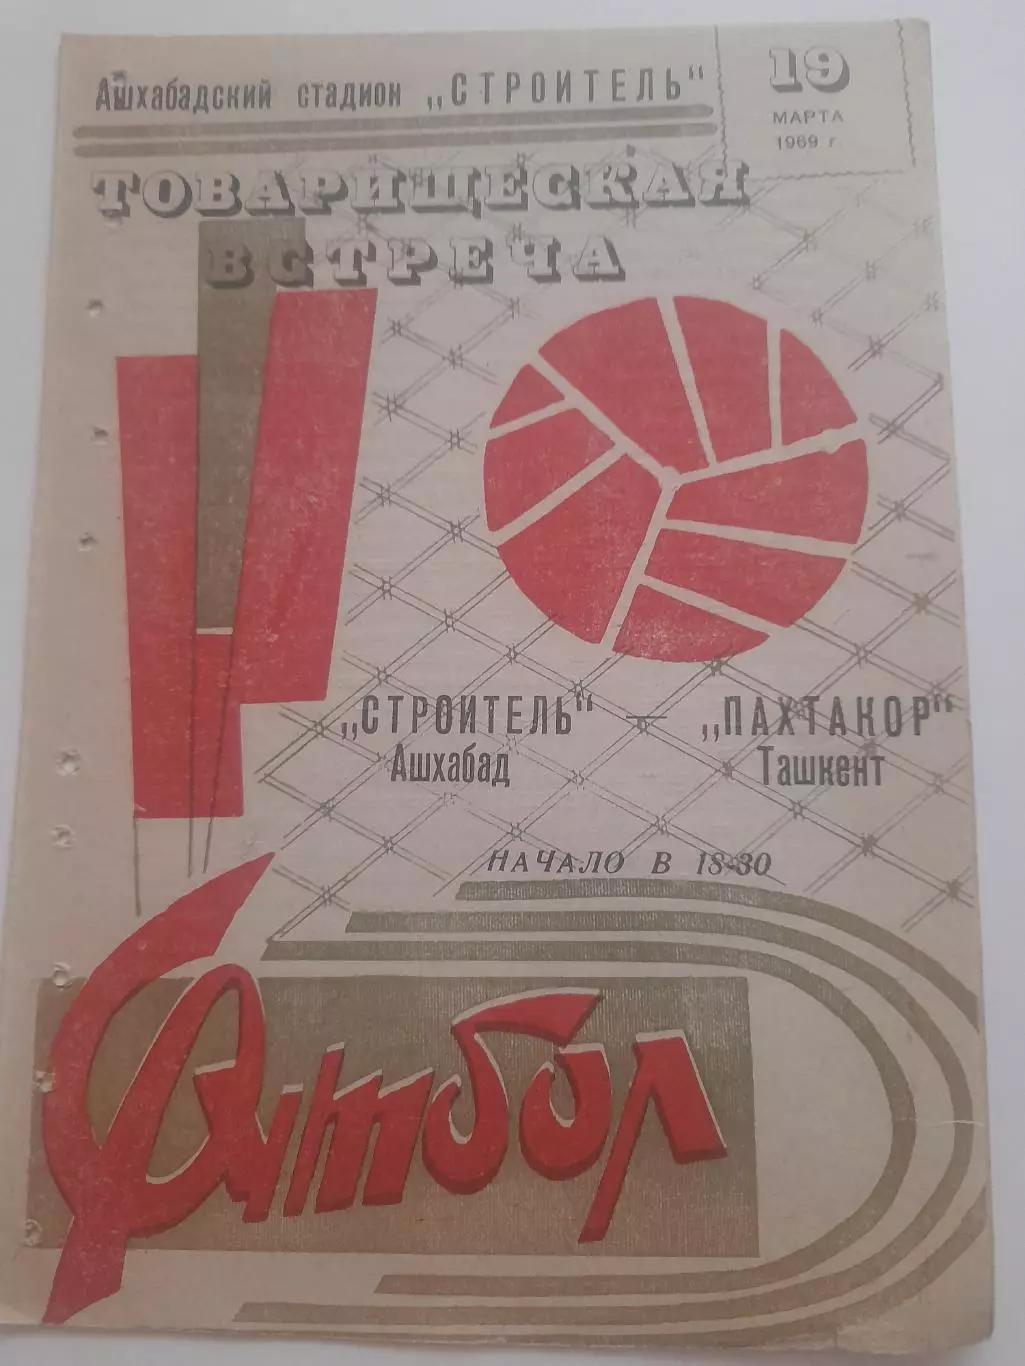 Ашхабадский стадион „СТРОИТЕЛЬ“
19
МАРТА
1969 г.
ТОВАРИЩЕСКАЯ
ВСТРЕЧА
„СТРОИТЕЛЬ“ — „ПАХТАКОР“
Ашхабад Ташкент
НАЧАЛО В 18-30
Футбол